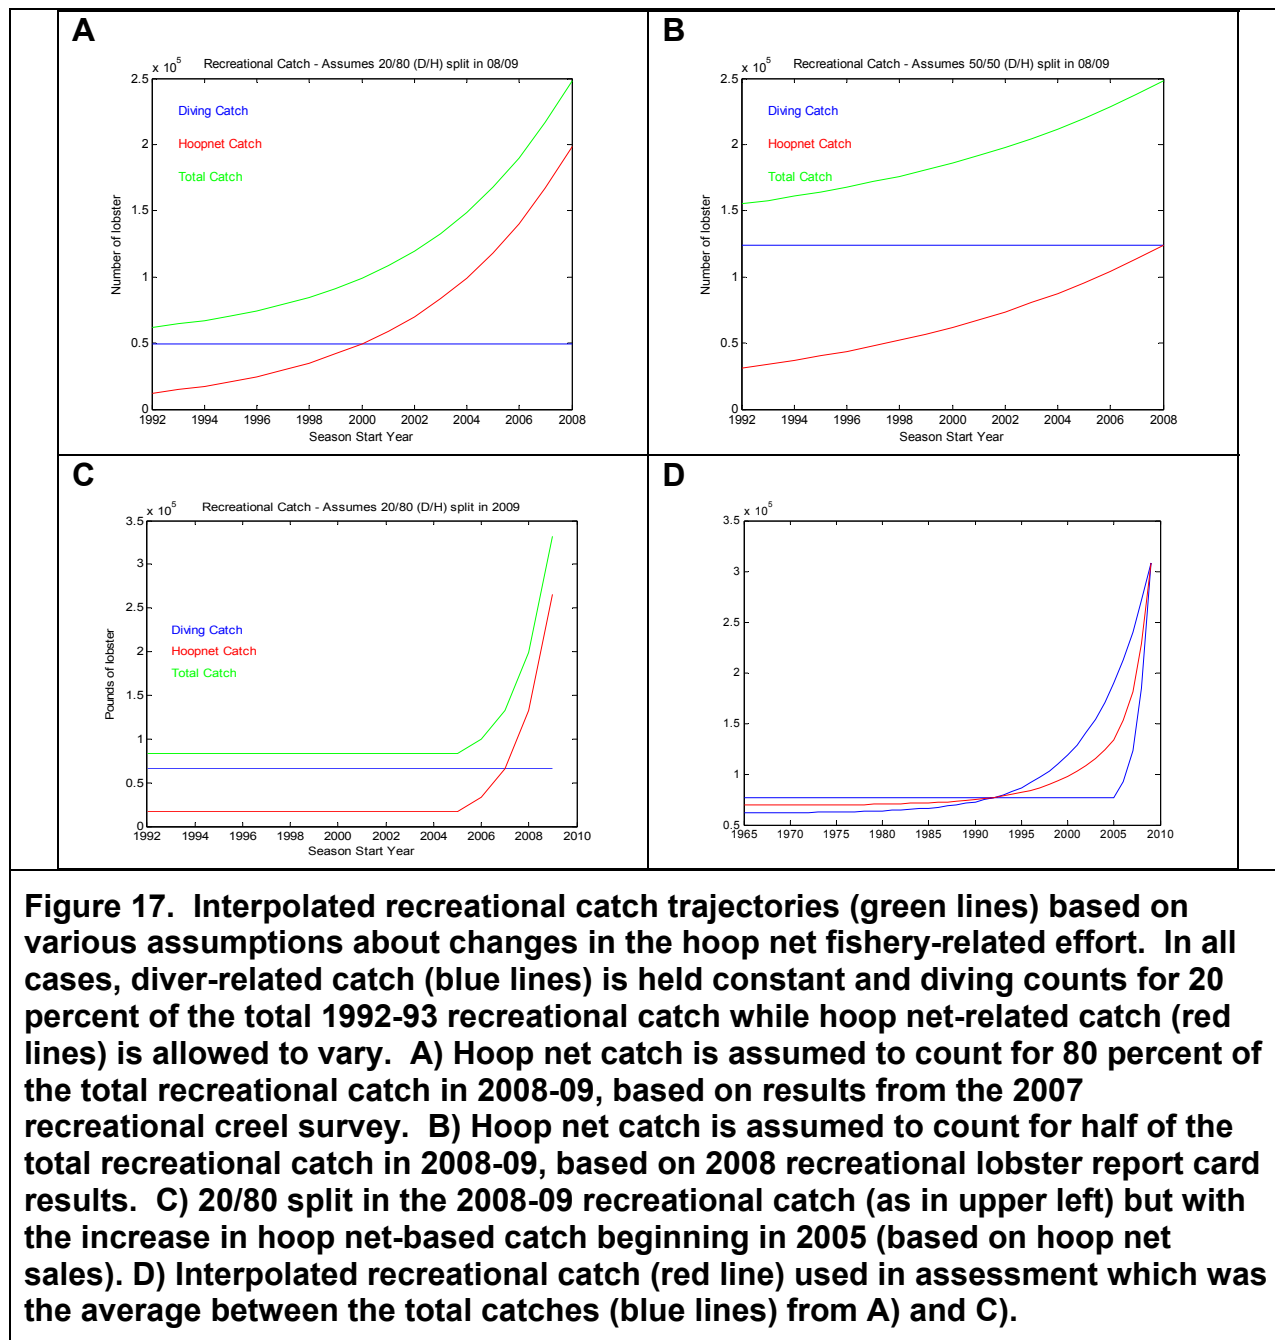 A
Recreational Catch - Assumes 20/80 (D/H) split in 08/09
x 10^5
2.5
2
1.5
1
0.5
0
Number of lobster
Diving Catch
Hoopnet Catch
Total Catch
1992 1994 1996 1998 2000 2002 2004 2006 2008
Season Start Year
B
Recreational Catch - Assumes 50/50 (D/H) split in 08/09
x 10^5
2.5
2
1.5
1
0.5
0
Number of lobster
Diving Catch
Hoopnet Catch
Total Catch
1992 1994 1996 1998 2000 2002 2004 2006 2008
Season Start Year
C
Recreational Catch - Assumes 20/80 (D/H) split in 2009
x 10^5
3.5
3
2.5
2
1.5
1
0.5
0
Pounds of lobster
Diving Catch
Hoopnet Catch
Total Catch
1992 1994 1996 1998 2000 2002 2004 2006 2008 2010
Season Start Year
D
x 10^5
3.5
3
2.5
2
1.5
1
0.5
1965 1970 1975 1980 1985 1990 1995 2000 2005 2010
Figure 17. Interpolated recreational catch trajectories (green lines) based on
various assumptions about changes in the hoop net fishery-related effort. In all
cases, diver-related catch (blue lines) is held constant and diving counts for 20
percent of the total 1992-93 recreational catch while hoop net-related catch (red
lines) is allowed to vary. A) Hoop net catch is assumed to count for 80 percent of
the total recreational catch in 2008-09, based on results from the 2007
recreational creel survey. B) Hoop net catch is assumed to count for half of the
total recreational catch in 2008-09, based on 2008 recreational lobster report card
results. C) 20/80 split in the 2008-09 recreational catch (as in upper left) but with
the increase in hoop net-based catch beginning in 2005 (based on hoop net
sales). D) Interpolated recreational catch (red line) used in assessment which was
the average between the total catches (blue lines) from A) and C).